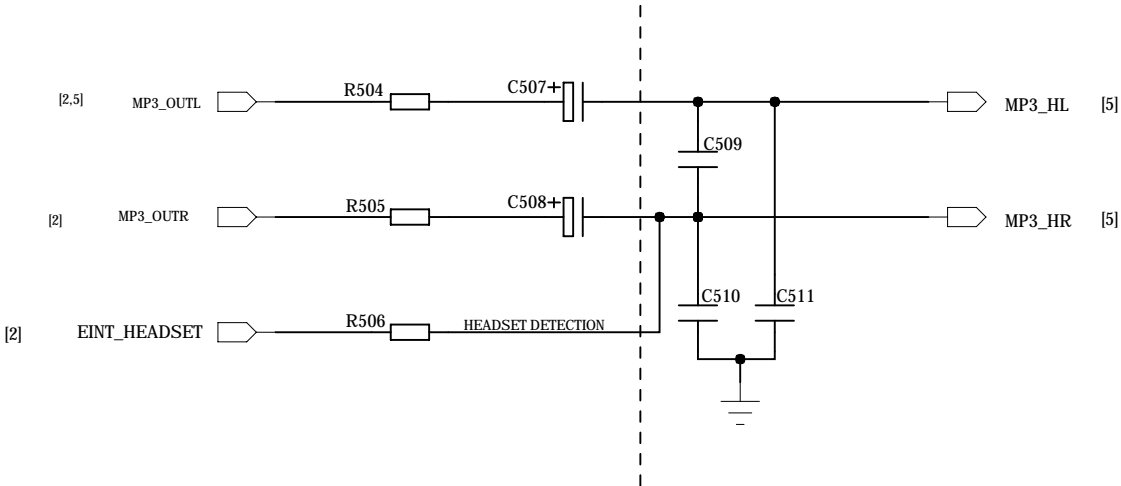 [2,5] MP3_OUTL R504 C507+ MP3_HL [5]
C509
[2] MP3_OUTR R505 C508+ MP3_HR [5]
C510 C511
[2] EINT_HEADSET R506 HEADSET DETECTION